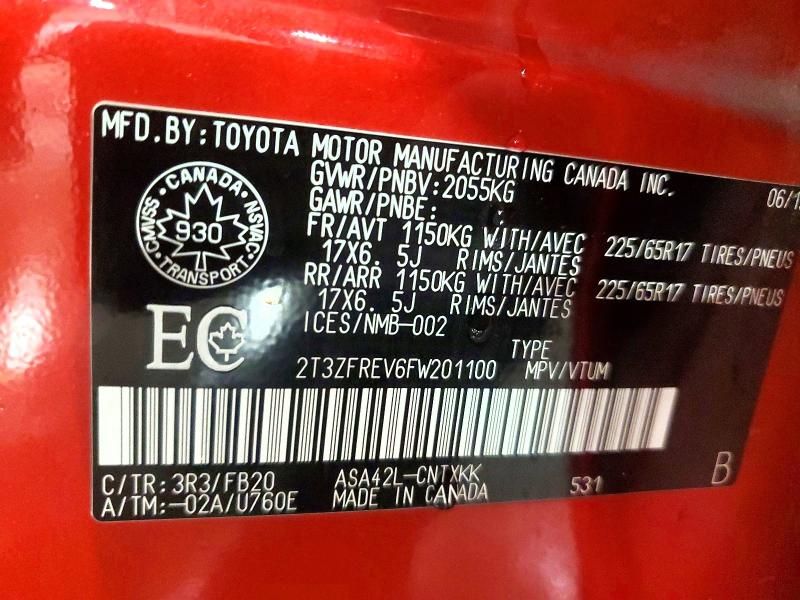 MFD.BY:TOYOTA MOTOR MANUFACTURING CANADA INC.
GVWR/PNBV:2055KG
GAWR/PNBE:
FR/AVT 1150KG WITH/AVEC 225/65R17 TIRES/PNEUS
17X6.5J RIMS/JANTES
RR/ARR 1150KG WITH/AVEC 225/65R17 TIRES/PNEUS
17X6.5J RIMS/JANTES
ICES/NMB-002
CANADA
CMVSS 930 NSVAC
TRANSPORT
EC
TYPE
2T3ZFREV6FW201100 MPV/VTUM
C/TR:3R3/FB20 ASA42L-CNTXKK
A/TM:-02A/U760E MADE IN CANADA 531 B